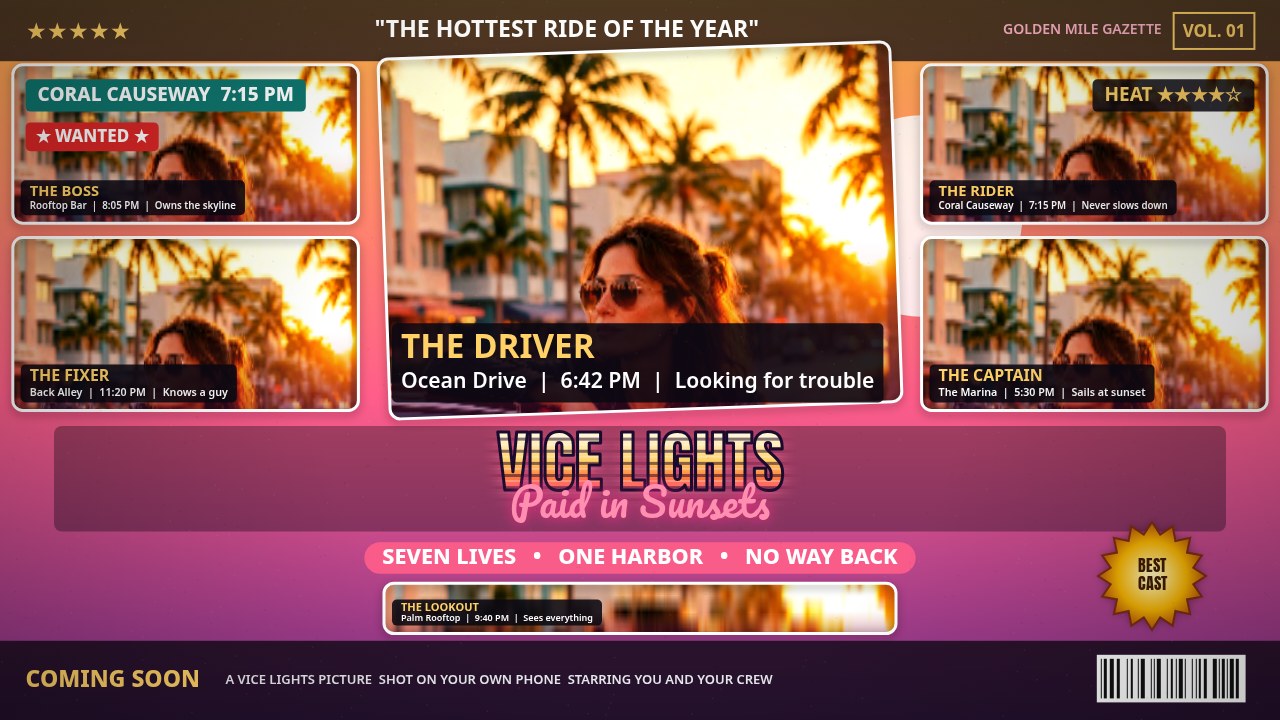 ★★★★★
"THE HOTTEST RIDE OF THE YEAR"
GOLDEN MILE GAZETTE
VOL. 01
CORAL CAUSEWAY 7:15 PM
★ WANTED ★
THE BOSS
Rooftop Bar | 8:05 PM | Owns the skyline
THE DRIVER
Ocean Drive | 6:42 PM | Looking for trouble
HEAT ★★★★☆
THE RIDER
Coral Causeway | 7:15 PM | Never slows down
THE FIXER
Back Alley | 11:20 PM | Knows a guy
THE CAPTAIN
The Marina | 5:30 PM | Sails at sunset
VICE LIGHTS
Paid in Sunsets
SEVEN LIVES • ONE HARBOR • NO WAY BACK
THE LOOKOUT
Palm Rooftop | 9:40 PM | Sees everything
BEST
CAST
COMING SOON
A VICE LIGHTS PICTURE SHOT ON YOUR OWN PHONE STARRING YOU AND YOUR CREW